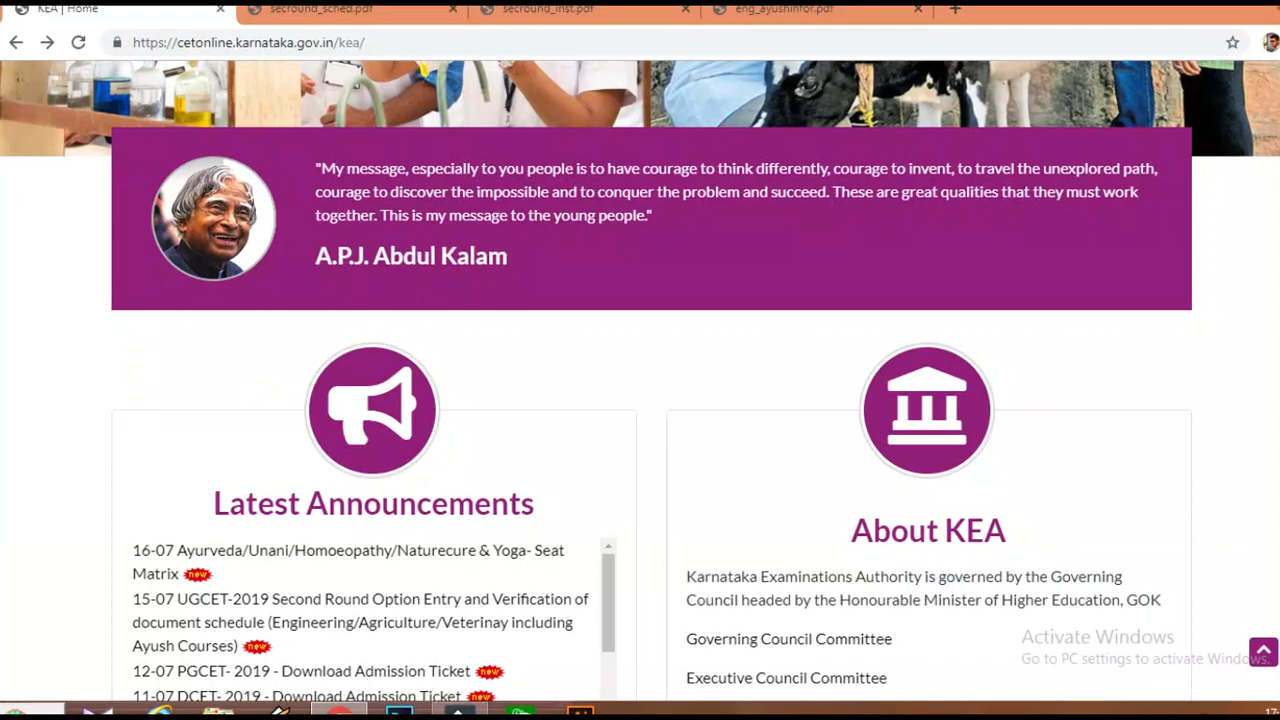 KEA | Home
secround_sched.pdf
secround_inst.pdf
eng_ayushinfor.pdf
https://cetonline.karnataka.gov.in/kea/
"My message, especially to you people is to have courage to think differently, courage to invent, to travel the unexplored path,
courage to discover the impossible and to conquer the problem and succeed. These are great qualities that they must work
together. This is my message to the young people."
A.P.J. Abdul Kalam
Latest Announcements
16-07 Ayurveda/Unani/Homoeopathy/Naturecure & Yoga- Seat
Matrix new
15-07 UGCET-2019 Second Round Option Entry and Verification of
document schedule (Engineering/Agriculture/Veterinay including
Ayush Courses) new
12-07 PGCET- 2019 - Download Admission Ticket new
11-07 DCET- 2019 - Download Admission Ticket new
About KEA
Karnataka Examinations Authority is governed by the Governing
Council headed by the Honourable Minister of Higher Education, GOK
Governing Council Committee
Executive Council Committee
Activate Windows
Go to PC settings to activate Windows.